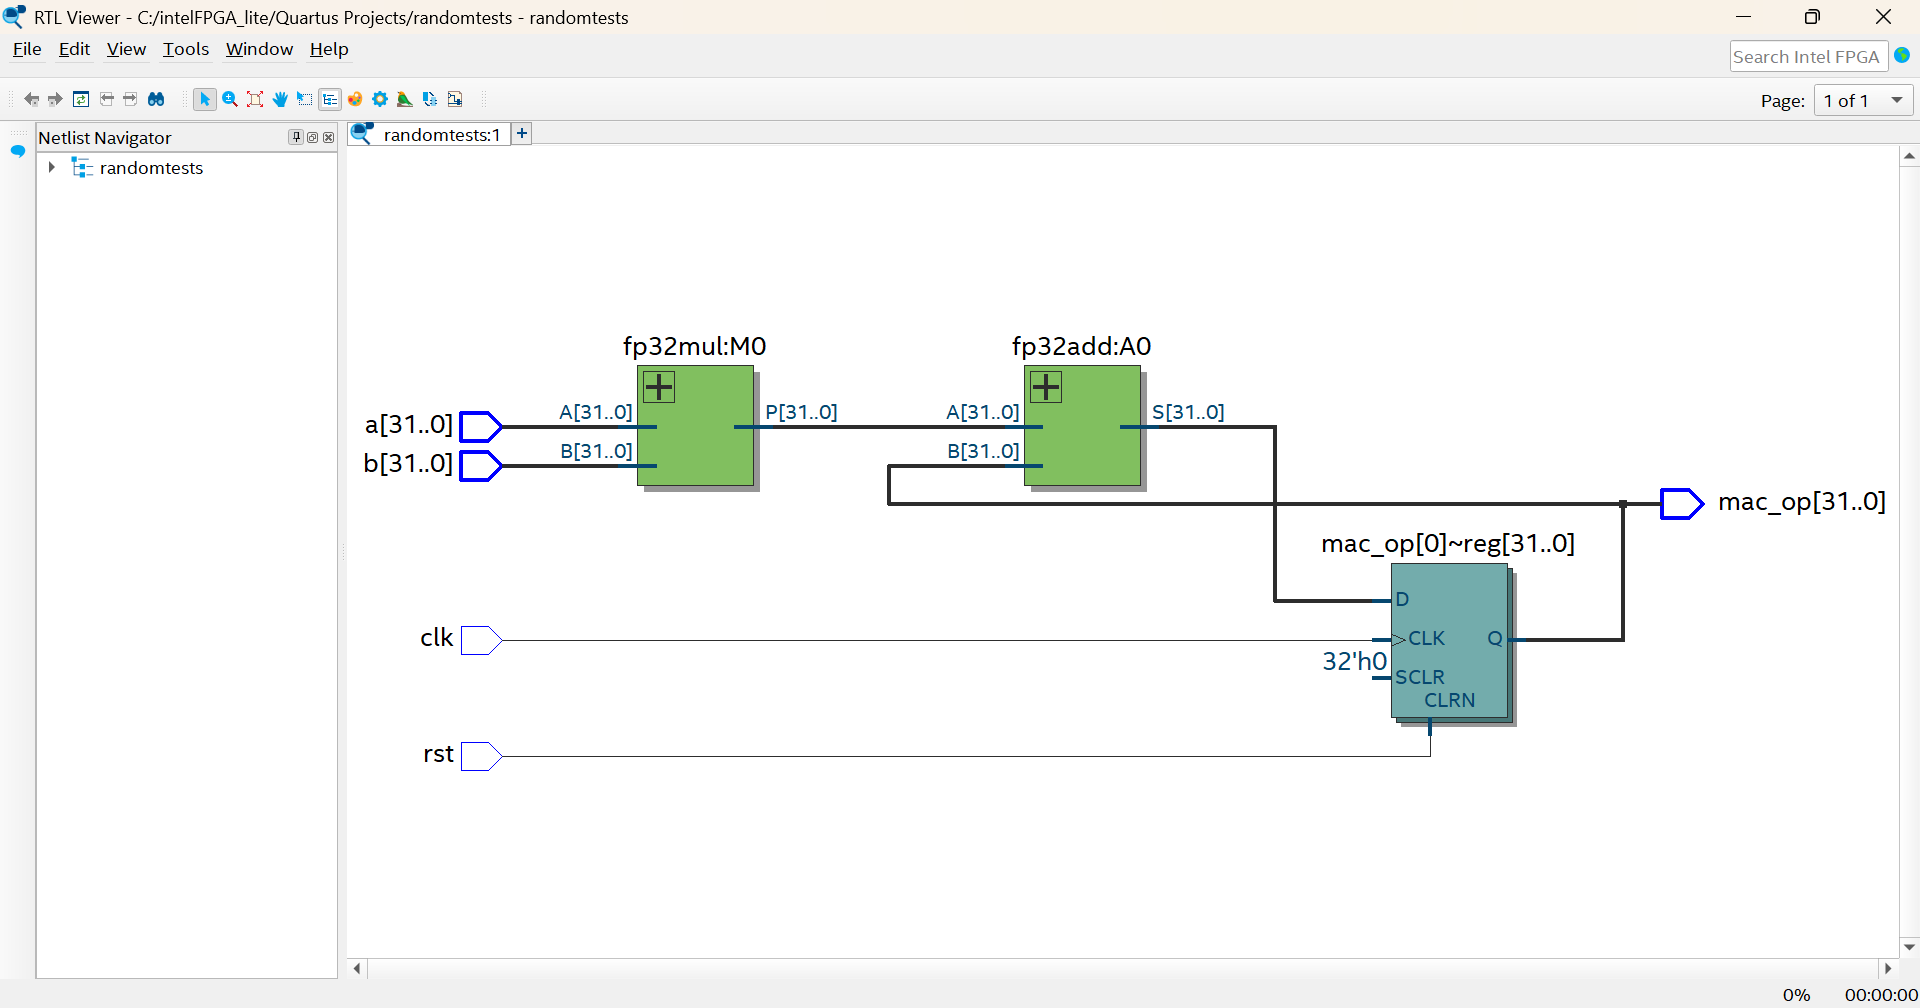 RTL Viewer - C:/intelFPGA_lite/Quartus Projects/randomtests - randomtests
File Edit View Tools Window Help
Search Intel FPGA
Page: 1 of 1
Netlist Navigator
randomtests:1
randomtests
fp32mul:M0
fp32add:A0
a[31..0]
A[31..0]
P[31..0]
A[31..0]
S[31..0]
b[31..0]
B[31..0]
B[31..0]
mac_op[31..0]
mac_op[0]~reg[31..0]
D
clk
CLK
Q
32'h0
SCLR
CLRN
rst
0% 00:00:00